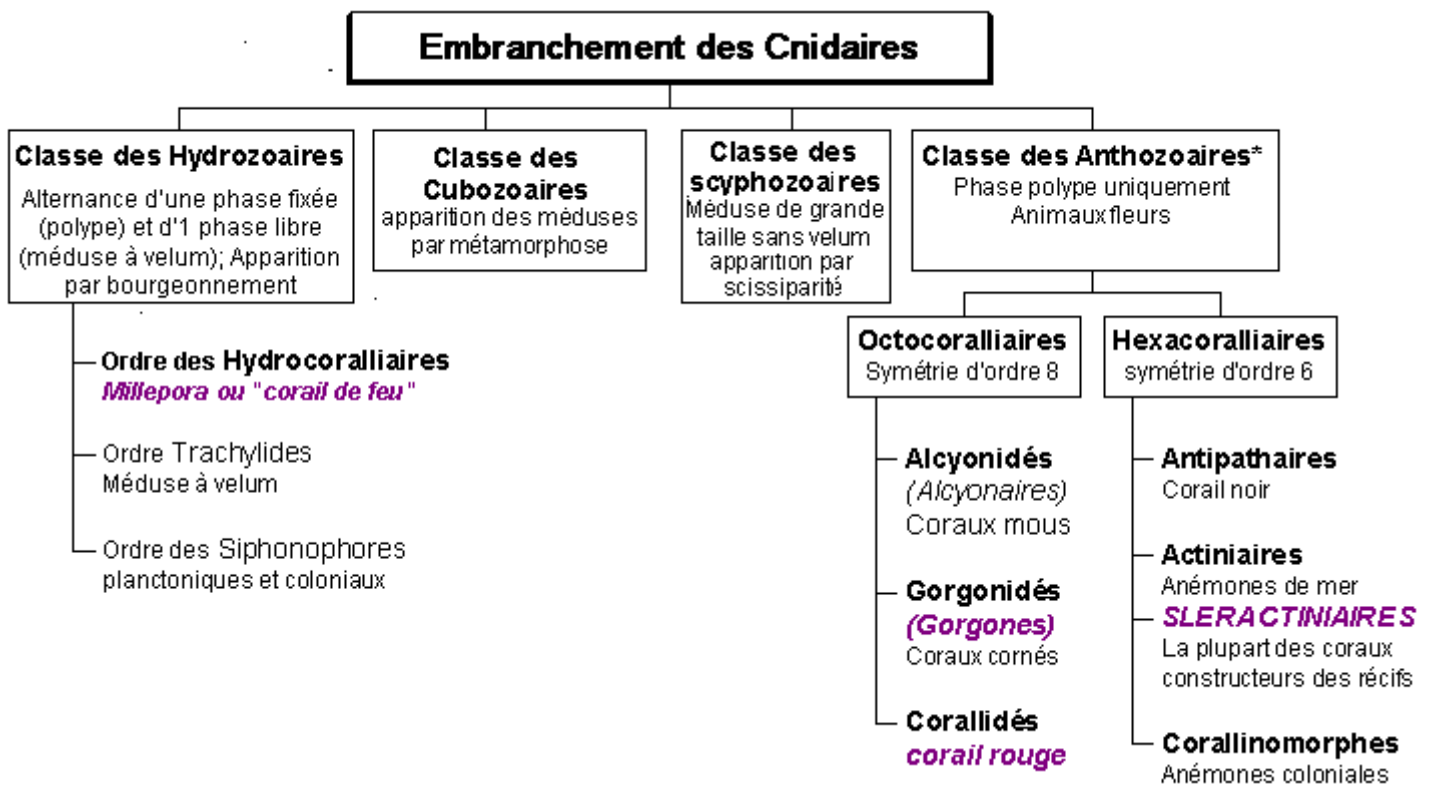 Embranchement des Cnidaires
Classe des Hydrozoaires
Alternance d'une phase fixée
(polype) et d'1 phase libre
(méduse à velum); Apparition
par bourgeonnement
Classe des
Cubozoaires
apparition des méduses
par métamorphose
Classe des
scyphozoaires
Méduse de grande
taille sans velum
apparition par
scissiparité
Classe des Anthozoaires*
Phase polype uniquement
Animaux fleurs
Ordre des Hydrocoralliaires
Millepora ou "corail de feu"
Ordre Trachylides
Méduse à velum
Ordre des Siphonophores
planctoniques et coloniaux
Octocoralliaires
Symétrie d'ordre 8
Alcyonidés
(Alcyonaires)
Coraux mous
Gorgonidés
(Gorgones)
Coraux cornés
Corallidés
corail rouge
Hexacoralliaires
symétrie d'ordre 6
Antipathaires
Corail noir
Actiniaires
Anémones de mer
SLERACTINIAIRES
La plupart des coraux
constructeurs des récifs
Corallinomorphes
Anémones coloniales